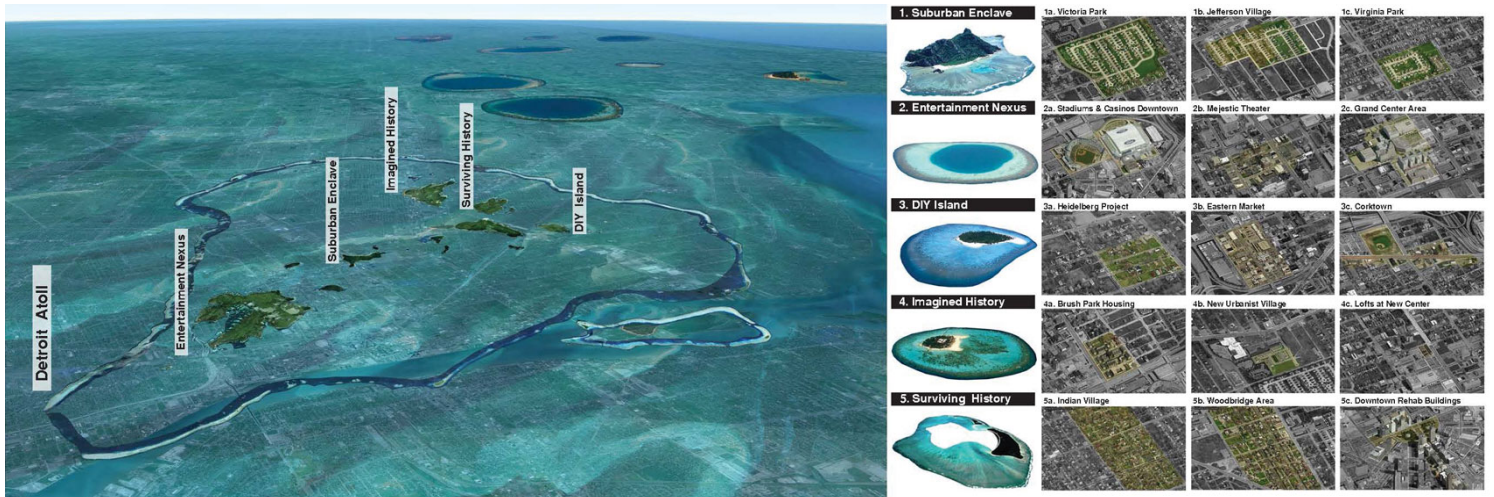 Detroit Atoll
Entertainment Nexus
Suburban Enclave
Imagined History
Surviving History
DIY Island
1. Suburban Enclave
1a. Victoria Park
1b. Jefferson Village
1c. Virginia Park
2. Entertainment Nexus
2a. Stadiums & Casinos Downtown
2b. Mejestic Theater
2c. Grand Center Area
3. DIY Island
3a. Heidelberg Project
3b. Eastern Market
3c. Corktown
4. Imagined History
4a. Brush Park Housing
4b. New Urbanist Village
4c. Lofts at New Center
5. Surviving History
5a. Indian Village
5b. Woodbridge Area
5c. Downtown Rehab Buildings